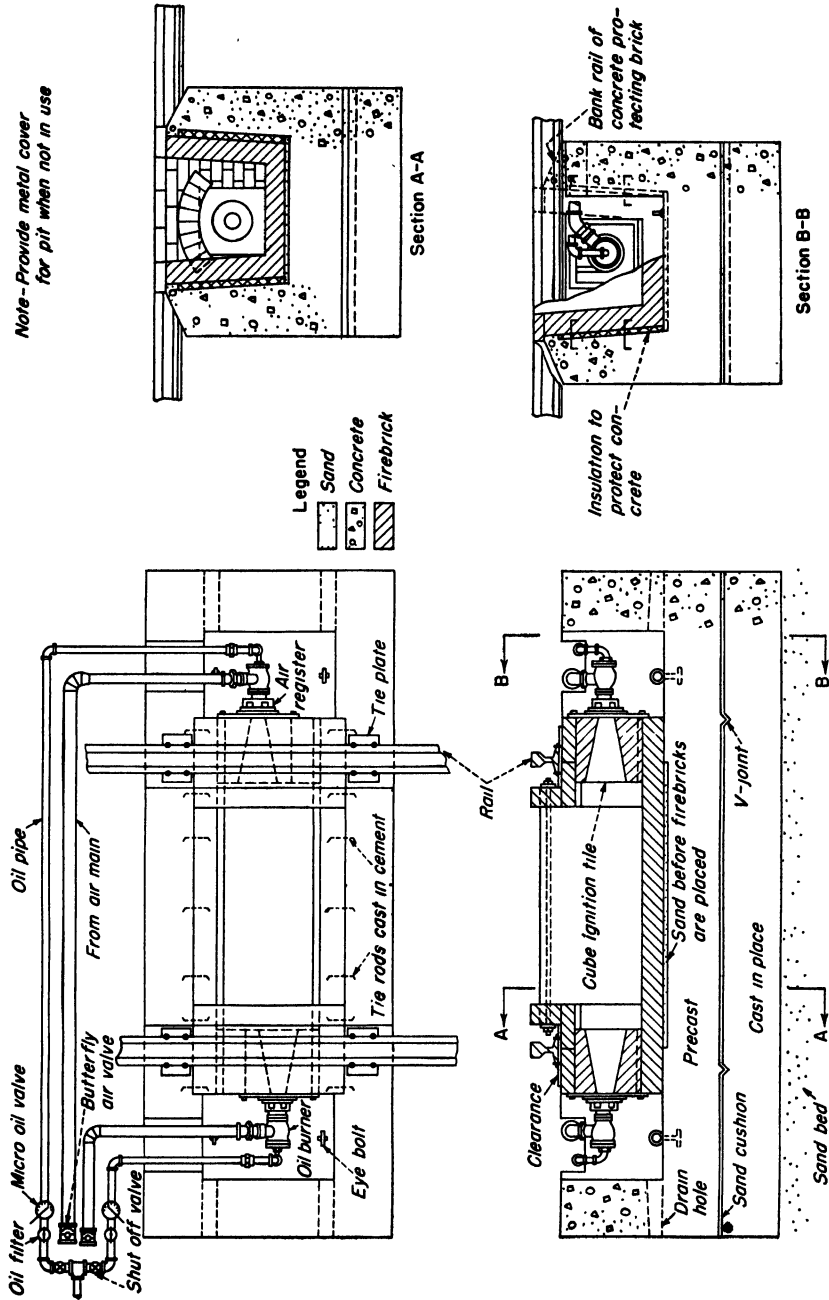 Note-Provide metal cover
for pit when not in use
Section A-A
Bank rail of
concrete pro-
tecting brick
Insulation to
protect con-
crete
Section B-B
Legend
Sand
Concrete
Firebrick
Oil filter
Micro oil valve
Butterfly
air valve
Shut off valve
Oil pipe
From air main
Air
register
Tie plate
Oil burner
Eye bolt
Tie rods cast in cement
Rail
A
B
Clearance
Cube Ignition tile
Sand before firebricks
are placed
Drain
hole
Precast
V-joint
Sand cushion
Cast in place
Sand bed
A
B